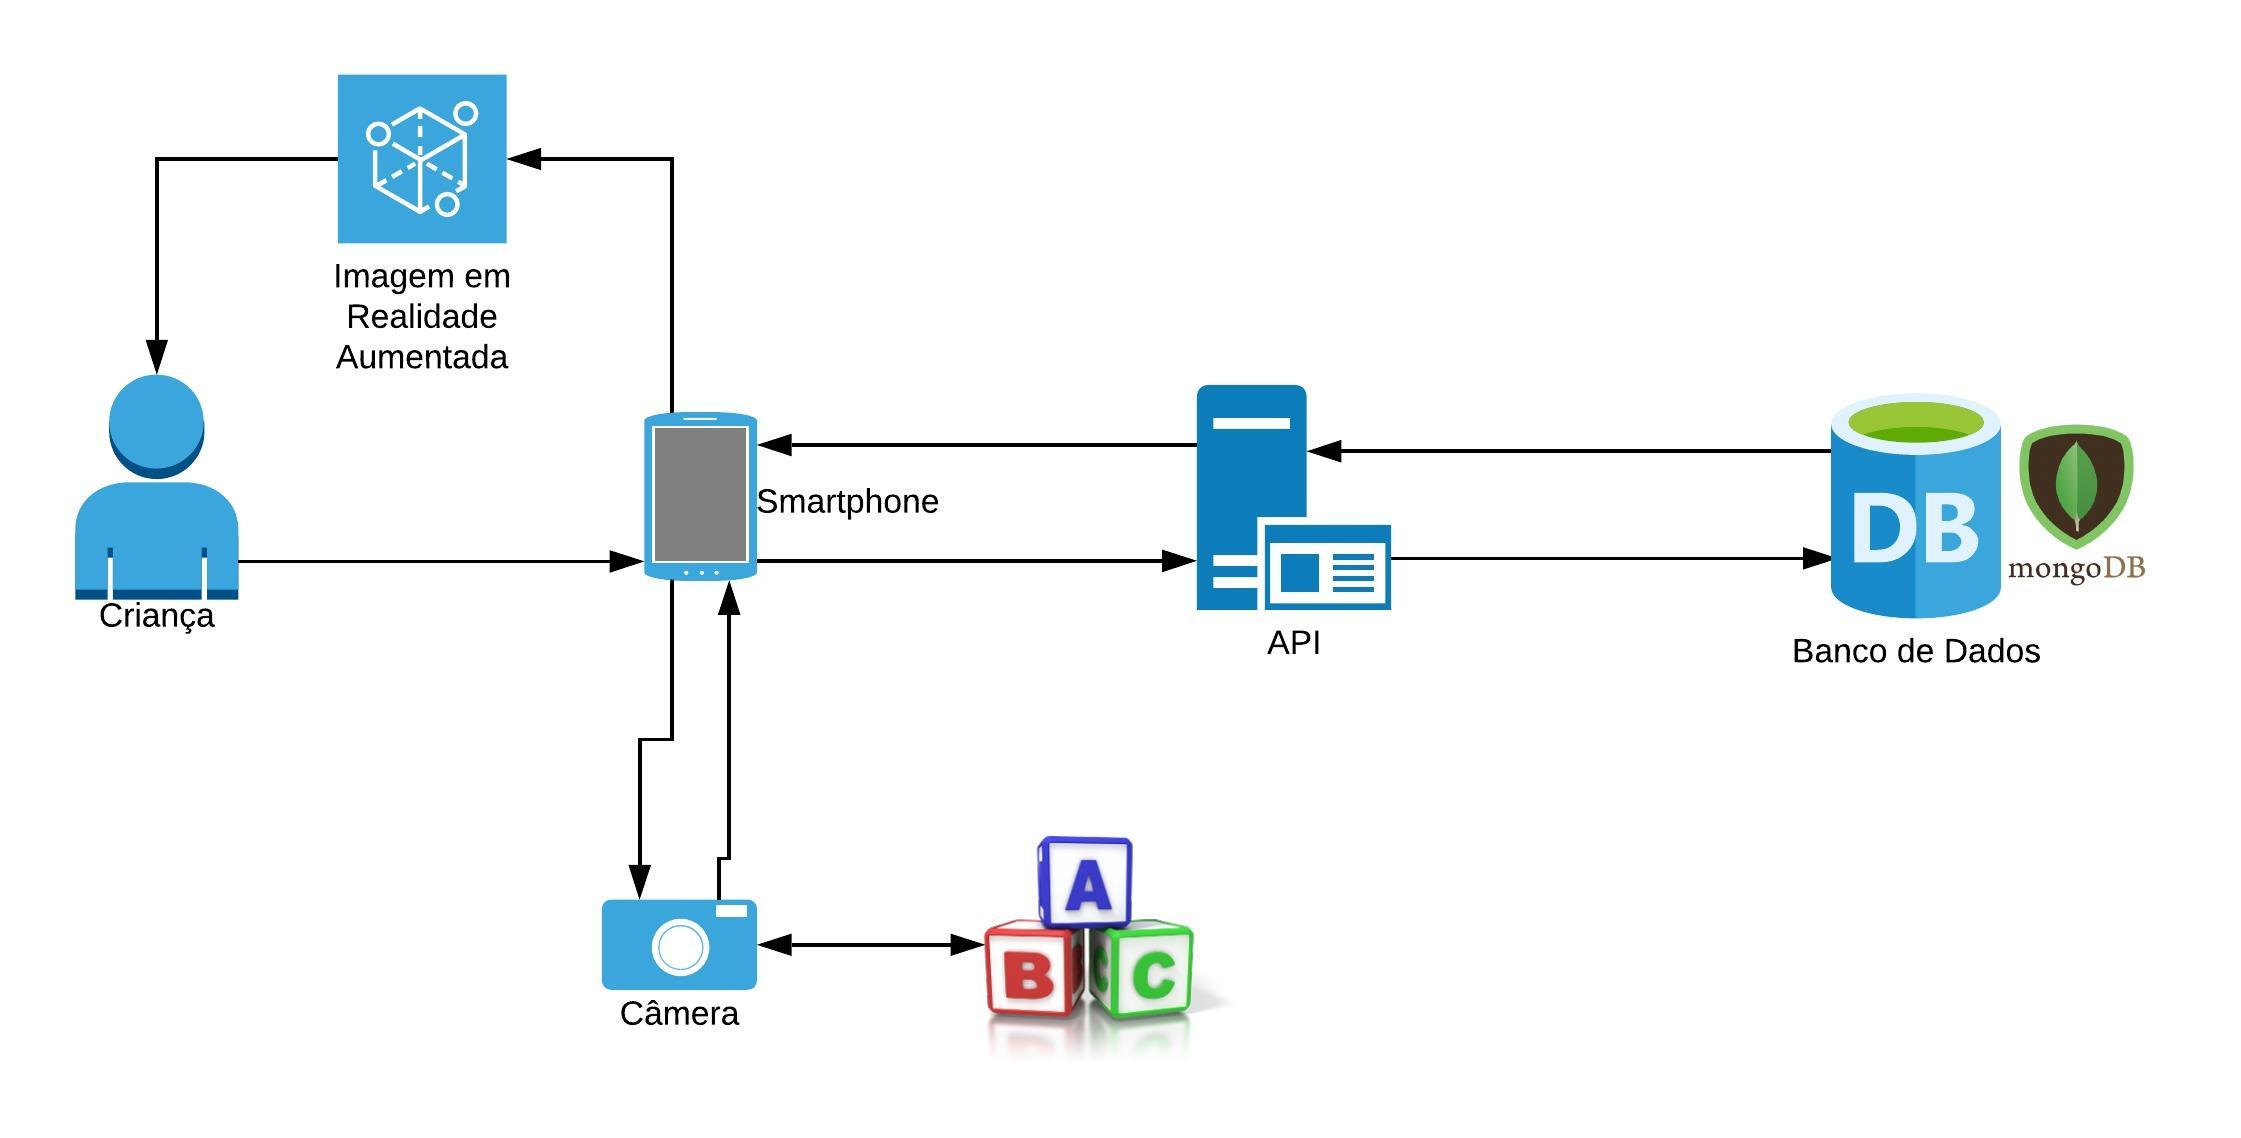 Imagem em
Realidade
Aumentada
Criança
Smartphone
API
DB
mongoDB
Banco de Dados
Câmera
A
B
C
C